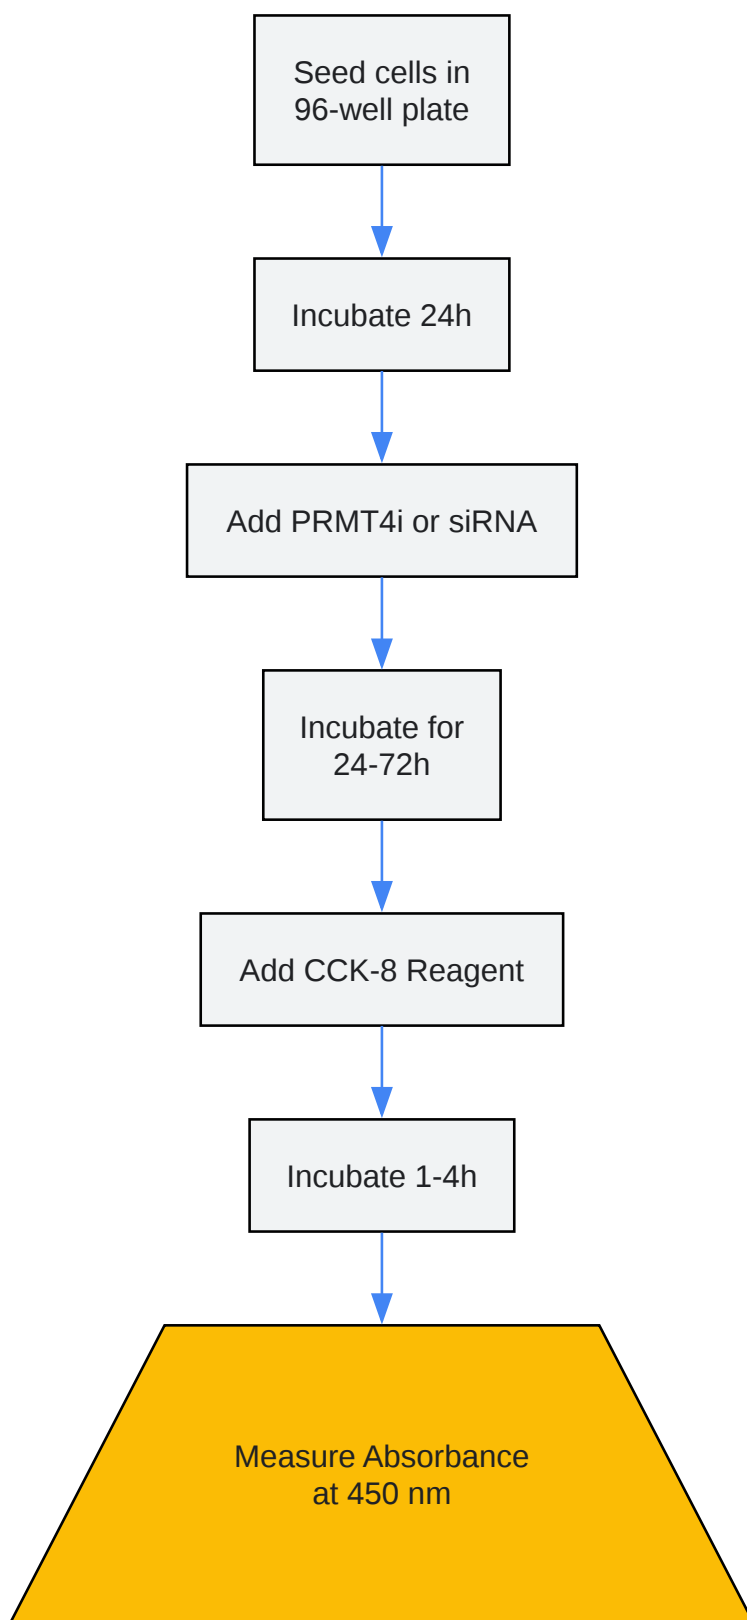 Seed cells in
96-well plate
Incubate 24h
Add PRMT4i or siRNA
Incubate for
24-72h
Add CCK-8 Reagent
Incubate 1-4h
Measure Absorbance
at 450 nm